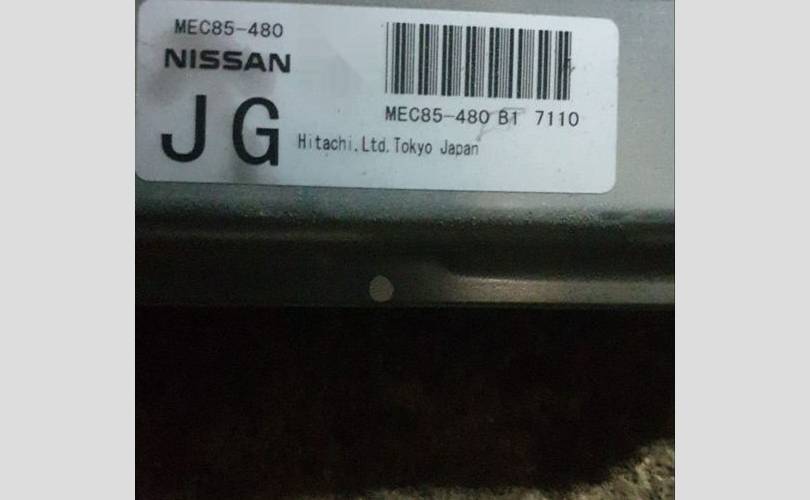 MEC85-480
NISSAN
JG
MEC85-480 B1 7110
Hitachi.Ltd.Tokyo Japan